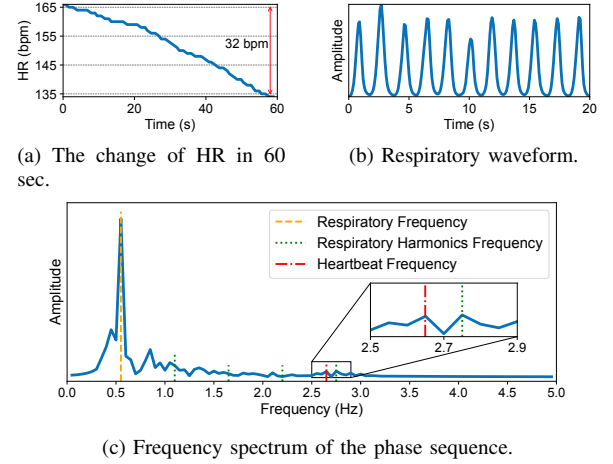 165
155
145
135
HR (bpm)
32 bpm
0 20 40 60
Time (s)
(a) The change of HR in 60
sec.
Amplitude
0 5 10 15 20
Time (s)
(b) Respiratory waveform.
Amplitude
Respiratory Frequency
Respiratory Harmonics Frequency
Heartbeat Frequency
2.5 2.7 2.9
0.0 0.5 1.0 1.5 2.0 2.5 3.0 3.5 4.0 4.5 5.0
Frequency (Hz)
(c) Frequency spectrum of the phase sequence.